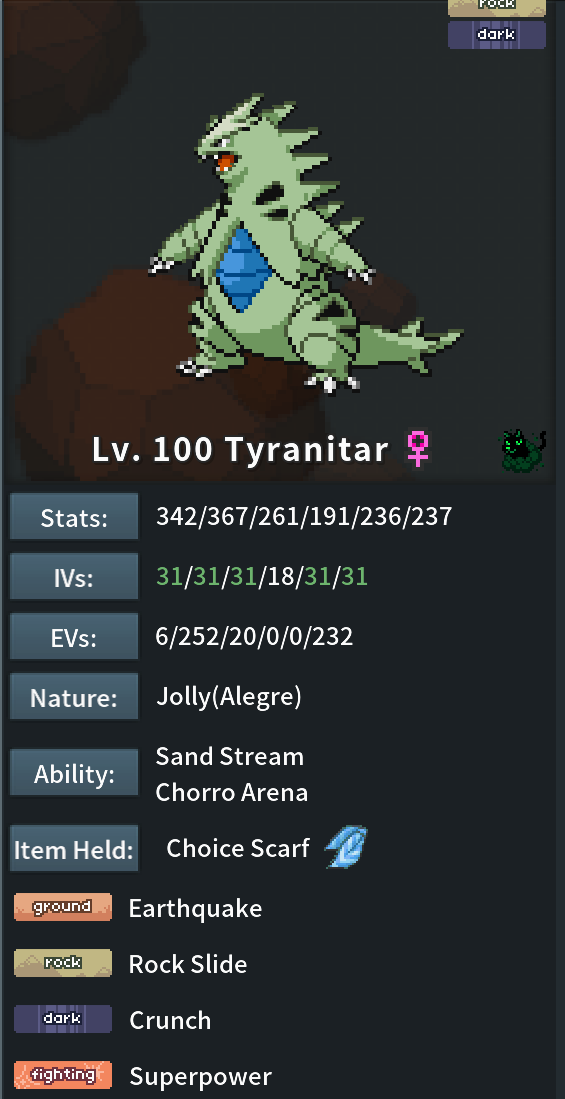 rock
dark
Lv. 100 Tyranitar ♀
Stats: 342/367/261/191/236/237
IVs: 31/31/31/18/31/31
EVs: 6/252/20/0/0/232
Nature: Jolly(Alegre)
Ability: Sand Stream
Chorro Arena
Item Held: Choice Scarf
ground Earthquake
rock Rock Slide
dark Crunch
fighting Superpower